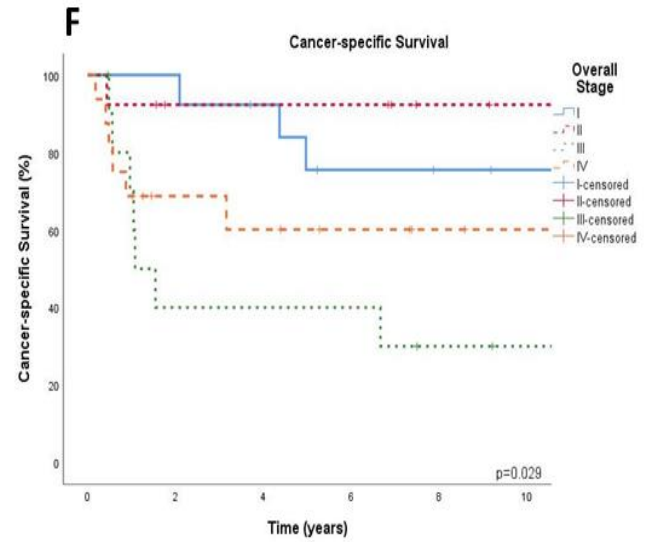 F
Cancer-specific Survival
Cancer-specific Survival (%)
100
80
60
40
20
0
0 2 4 6 8 10
Time (years)
p=0.029
Overall
Stage
I
II
III
IV
I-censored
II-censored
III-censored
IV-censored